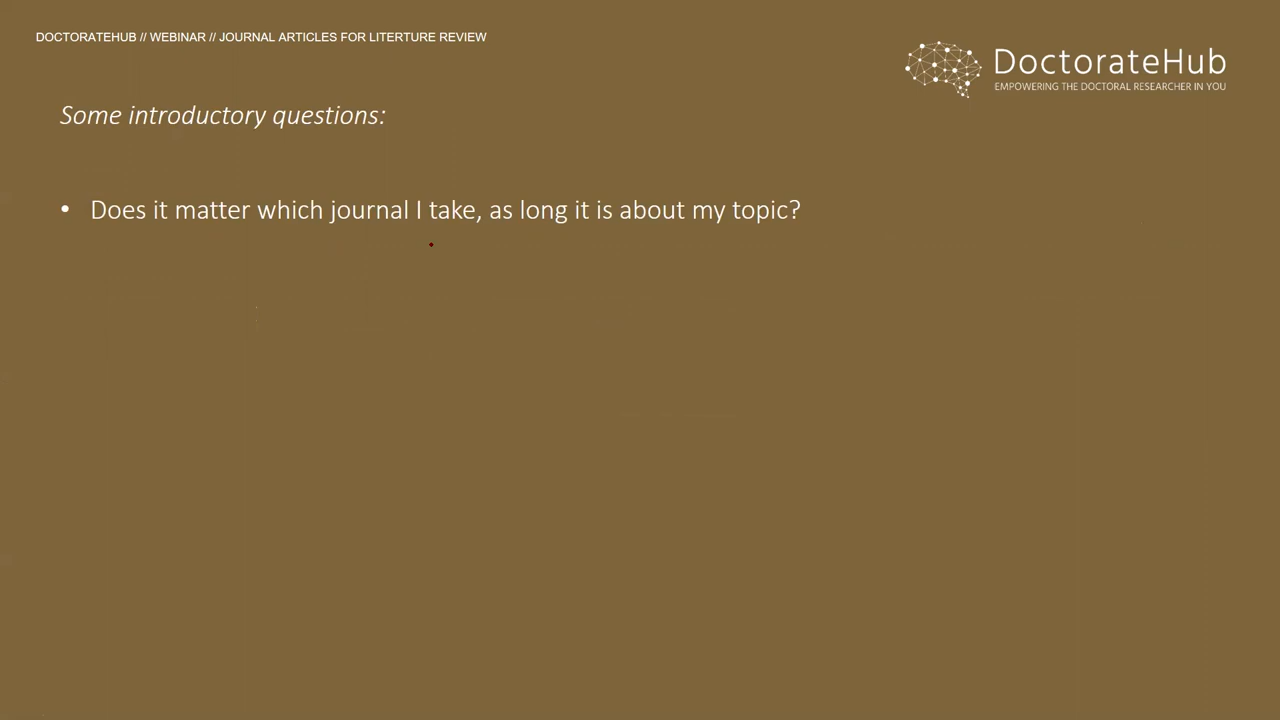 DOCTORATEHUB // WEBINAR // JOURNAL ARTICLES FOR LITERTURE REVIEW
DoctorateHub
EMPOWERING THE DOCTORAL RESEARCHER IN YOU
Some introductory questions:
• Does it matter which journal I take, as long it is about my topic?